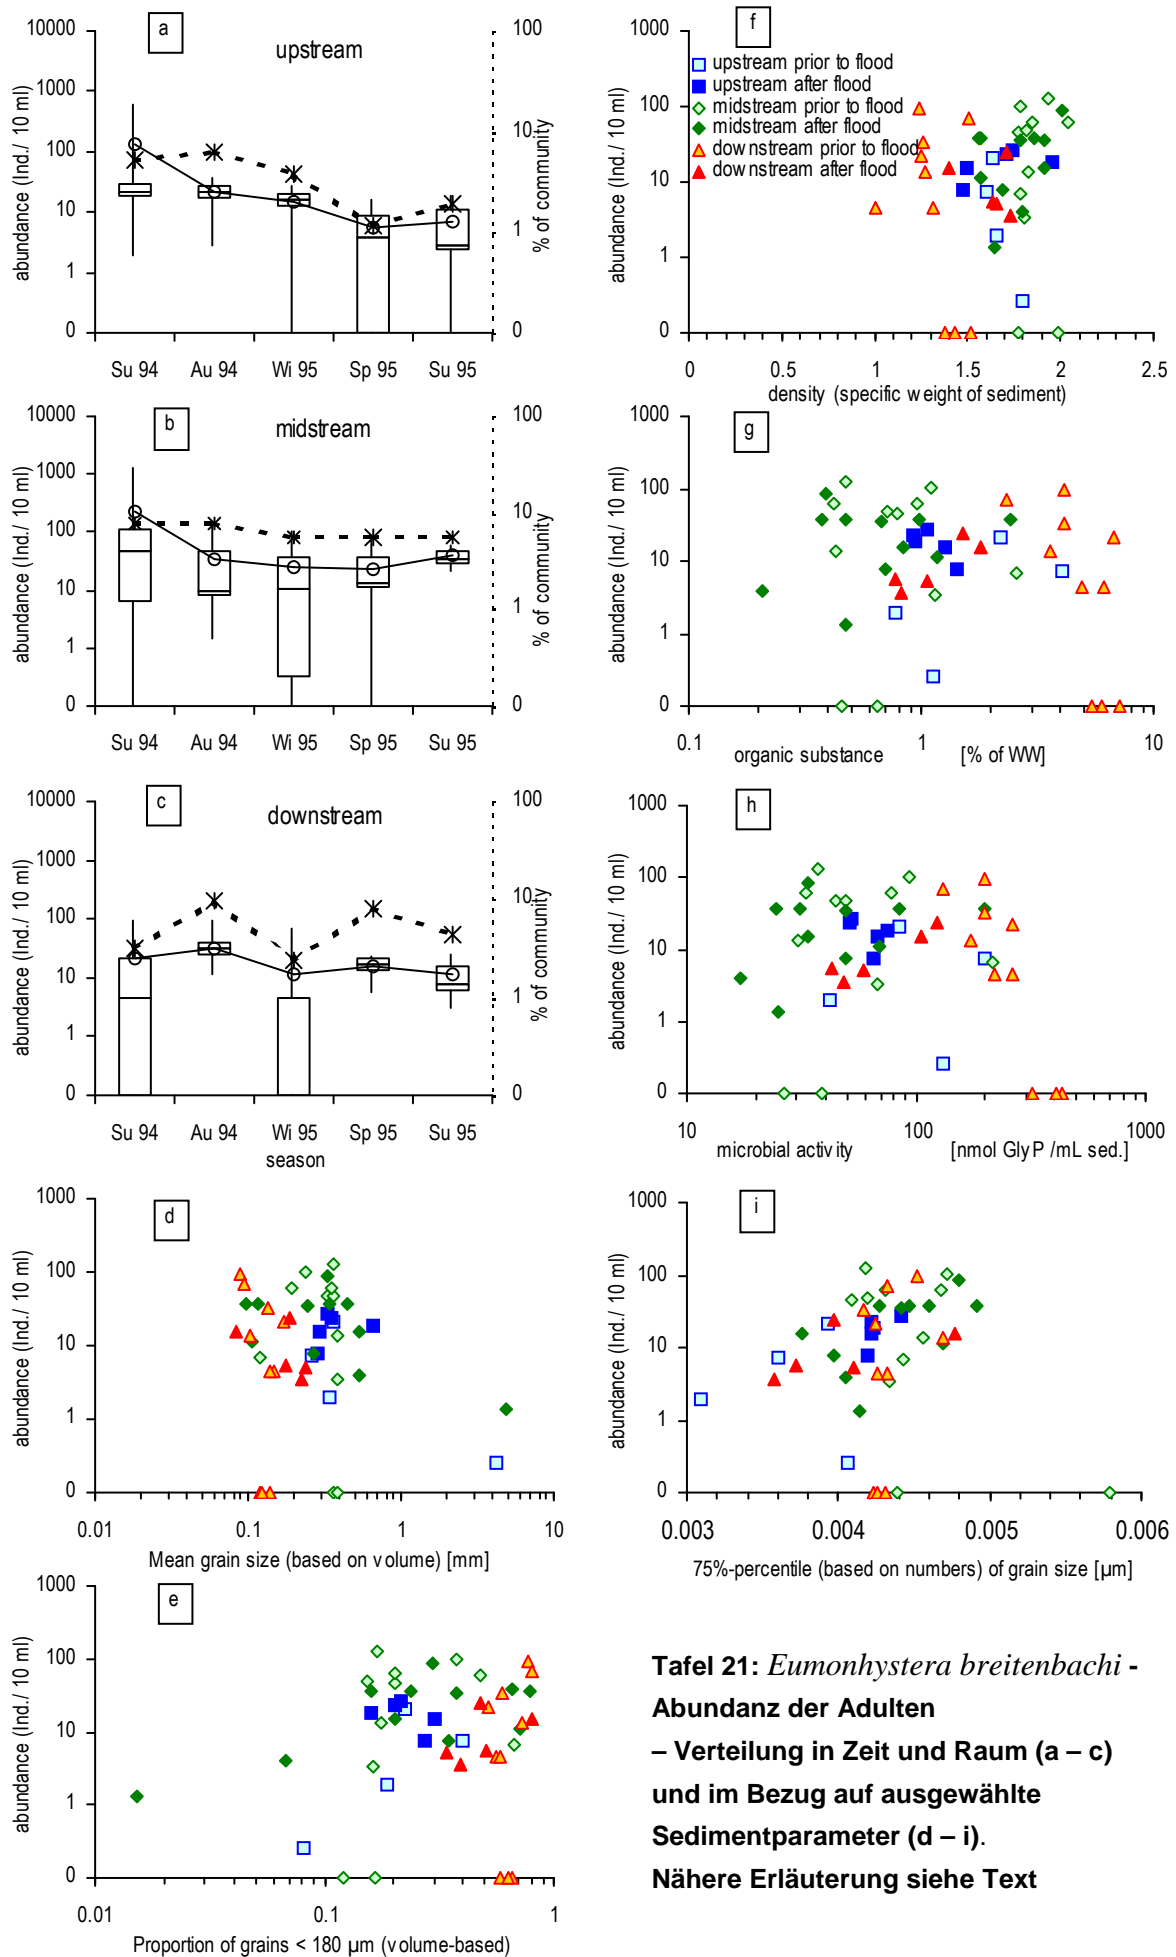 a
upstream
abundance (Ind./ 10 ml)
10000
1000
100
10
1
0
100
10
1
0
% of community
Su 94 Au 94 Wi 95 Sp 95 Su 95
b
midstream
abundance (Ind./ 10 ml)
10000
1000
100
10
1
0
100
10
1
0
% of community
Su 94 Au 94 Wi 95 Sp 95 Su 95
c
downstream
abundance (Ind./ 10 ml)
10000
1000
100
10
1
0
100
10
1
0
% of community
Su 94 Au 94 Wi 95 Sp 95 Su 95
season
d
abundance (Ind./ 10 ml)
1000
100
10
1
0
0.01 0.1 1 10
Mean grain size (based on volume) [mm]
e
abundance (Ind./ 10 ml)
1000
100
10
1
0
0.01 0.1 1
Proportion of grains < 180 µm (volume-based)
f
upstream prior to flood
upstream after flood
midstream prior to flood
midstream after flood
downstream prior to flood
downstream after flood
abundance (Ind./ 10 ml)
1000
100
10
1
0
0 0.5 1 1.5 2 2.5
density (specific weight of sediment)
g
abundance (Ind./ 10 ml)
1000
100
10
1
0
0.1 1 10
organic substance [% of WW]
h
abundance (Ind./ 10 ml)
1000
100
10
1
0
10 100 1000
microbial activity [nmol GlyP /mL sed.]
i
abundance (Ind./ 10 ml)
1000
100
10
1
0
0.003 0.004 0.005 0.006
75%-percentile (based on numbers) of grain size [µm]
Tafel 21: Eumonhystera breitenbachi -
Abundanz der Adulten
– Verteilung in Zeit und Raum (a – c)
und im Bezug auf ausgewählte
Sedimentparameter (d – i).
Nähere Erläuterung siehe Text